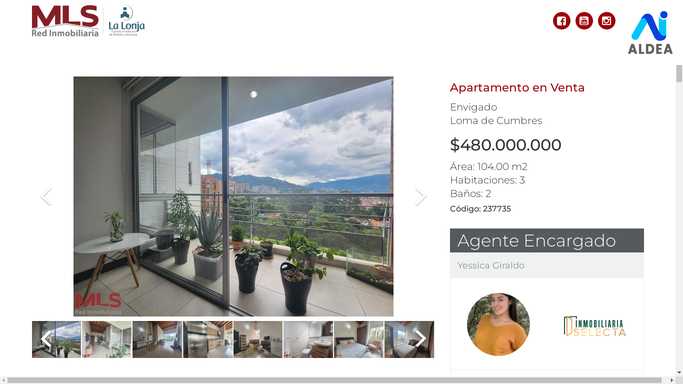 MLS
Red Inmobiliaria
La Lonja
ALDEA
Apartamento en Venta
Envigado
Loma de Cumbres
$480.000.000
Área: 104.00 m2
Habitaciones: 3
Baños: 2
Código: 237735
Agente Encargado
Yessica Giraldo
INMOBILIARIA
SELECTA
MLS
Red Inmobiliaria